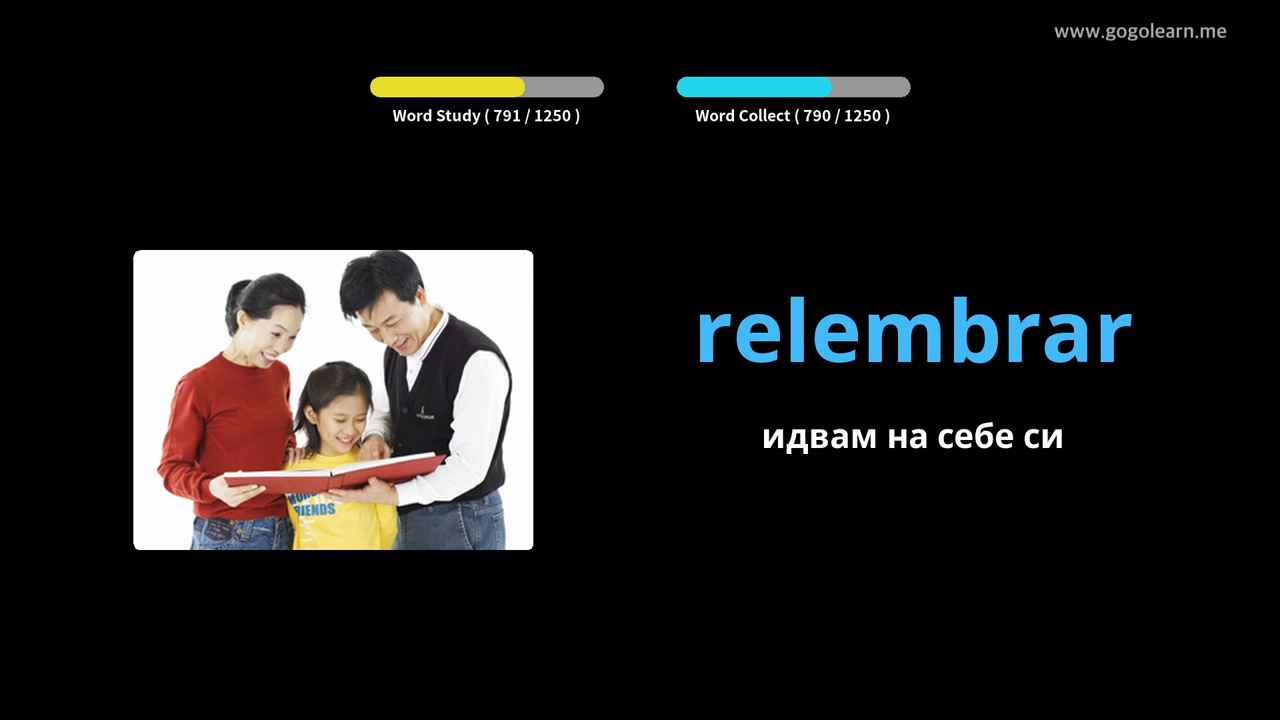 www.gogolearn.me
Word Study ( 791 / 1250 )
Word Collect ( 790 / 1250 )
relembrar
идвам на себе си